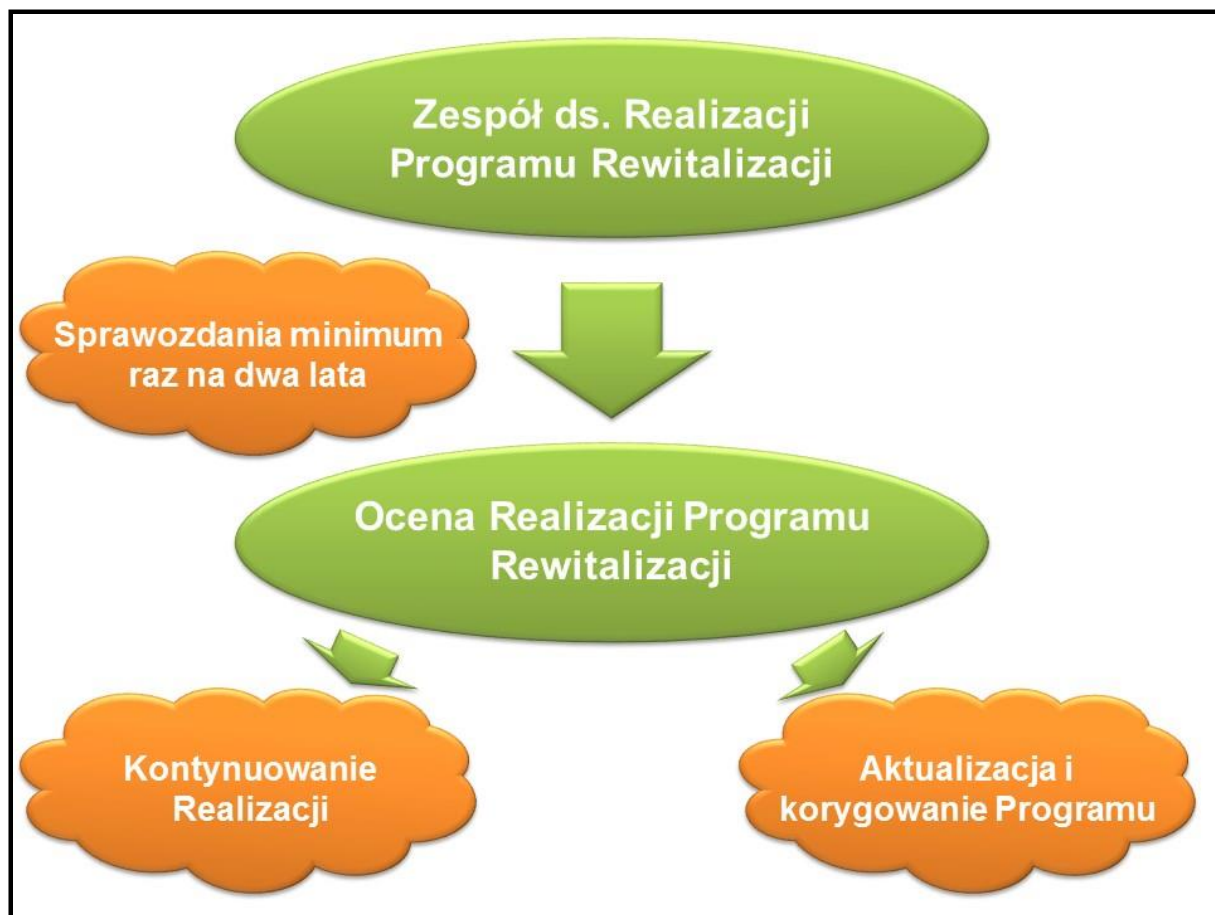 Zespół ds. Realizacji
Programu Rewitalizacji
Sprawozdania minimum
raz na dwa lata
Ocena Realizacji Programu
Rewitalizacji
Kontynuowanie
Realizacji
Aktualizacja i
korygowanie Programu